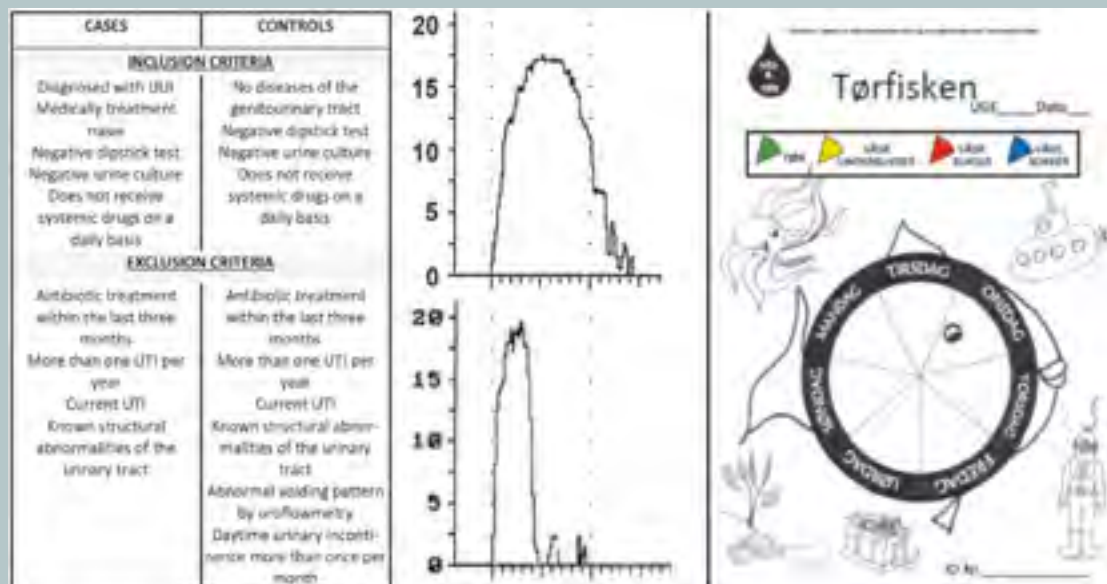 CASES
CONTROLS
INCLUSION CRITERIA
Diagnosed with UUI
Medically treatment
naive
Negative dipstick test
Negative urine culture
Does not receive
systemic drugs on a
daily basis
No diseases of the
genitourinary tract
Negative dipstick test
Negative urine culture
Does not receive
systemic drugs on a
daily basis
EXCLUSION CRITERIA
Antibiotic treatment
within the last three
months
More than one UTI per
year
Current UTI
Known structural
abnormalities of the
urinary tract
Antibiotic treatment
within the last three
months
More than one UTI per
year
Current UTI
Known structural abnor-
malities of the urinary
tract
Abnormal voiding pattern
by uroflowmetry
Daytime urinary inconti-
nence more than once per
month
20
15
10
5
0
20
15
10
5
0
Tørfisken
UGE_____Dato___
TØR
MANDAG
TIRSDAG
ONSDAG
TORSDAG
FREDAG
LØRDAG
SØNDAG